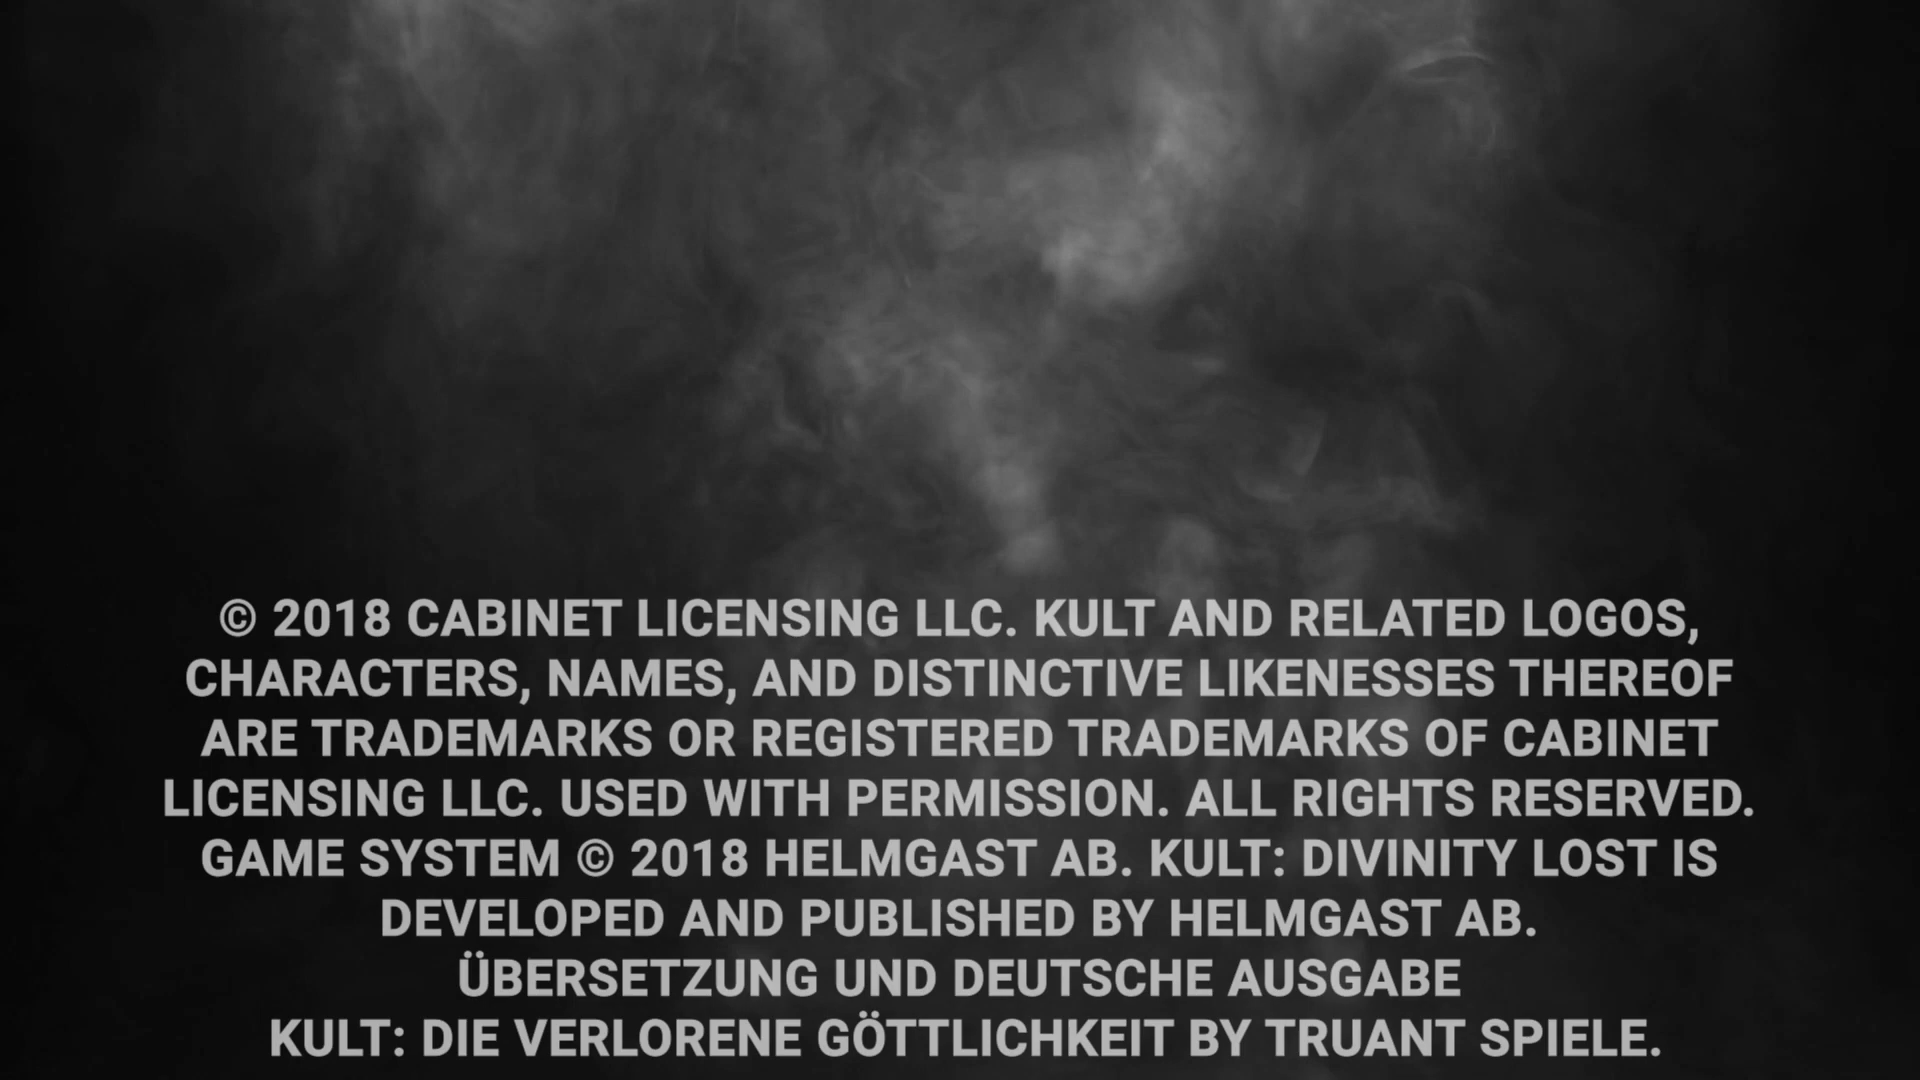 © 2018 CABINET LICENSING LLC. KULT AND RELATED LOGOS,
CHARACTERS, NAMES, AND DISTINCTIVE LIKENESSES THEREOF
ARE TRADEMARKS OR REGISTERED TRADEMARKS OF CABINET
LICENSING LLC. USED WITH PERMISSION. ALL RIGHTS RESERVED.
GAME SYSTEM © 2018 HELMGAST AB. KULT: DIVINITY LOST IS
DEVELOPED AND PUBLISHED BY HELMGAST AB.
ÜBERSETZUNG UND DEUTSCHE AUSGABE
KULT: DIE VERLORENE GÖTTLICHKEIT BY TRUANT SPIELE.